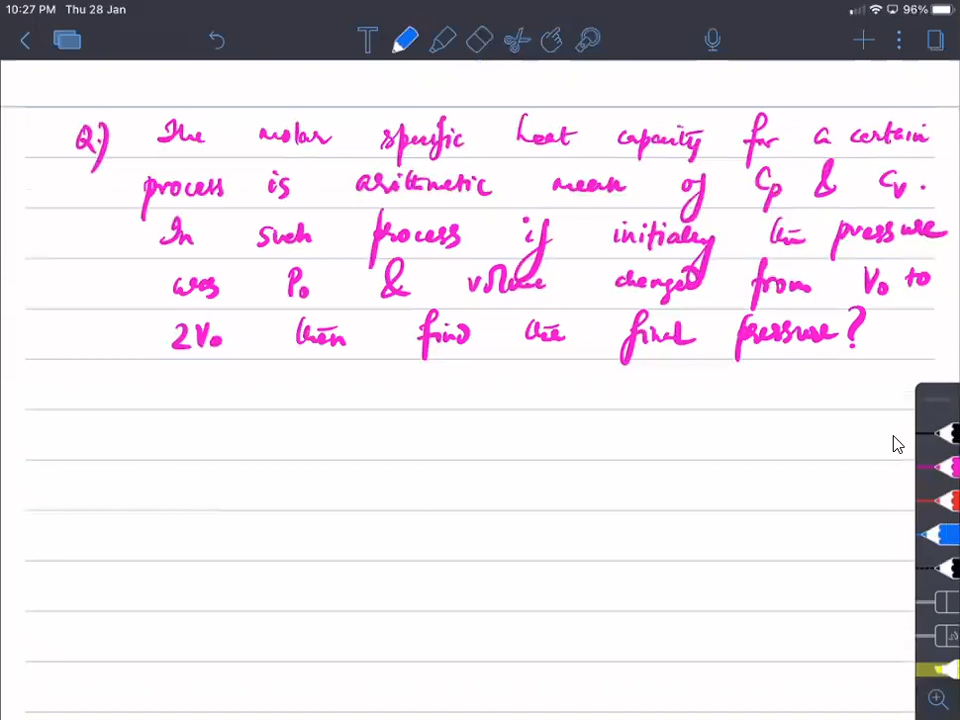 10:27 PM Thu 28 Jan 96%
T
Q.) The molar specific heat capacity for a certain
process is arithmetic mean of Cp & Cv.
In such process if initially the pressure
was P₀ & volume changed from V₀ to
2V₀ then find the final pressure?